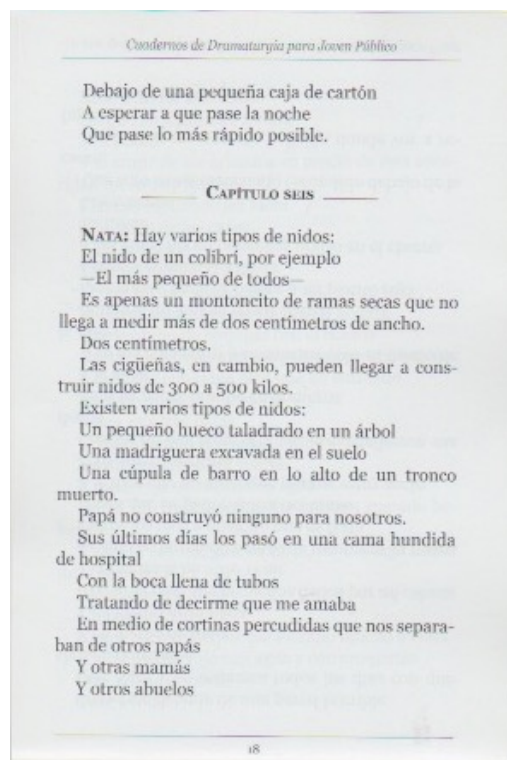 Cuadernos de Dramaturgia para Joven Público
Debajo de una pequeña caja de cartón
A esperar a que pase la noche
Que pase lo más rápido posible.
Capítulo seis
Nata: Hay varios tipos de nidos:
El nido de un colibrí, por ejemplo
—El más pequeño de todos—
Es apenas un montoncito de ramas secas que no
llega a medir más de dos centímetros de ancho.
Dos centímetros.
Las cigüeñas, en cambio, pueden llegar a cons-
truir nidos de 300 a 500 kilos.
Existen varios tipos de nidos:
Un pequeño hueco taladrado en un árbol
Una madriguera excavada en el suelo
Una cúpula de barro en lo alto de un tronco
muerto.
Papá no construyó ninguno para nosotros.
Sus últimos días los pasó en una cama hundida
de hospital
Con la boca llena de tubos
Tratando de decirme que me amaba
En medio de cortinas percudidas que nos separa-
ban de otros papás
Y otras mamás
Y otros abuelos
18